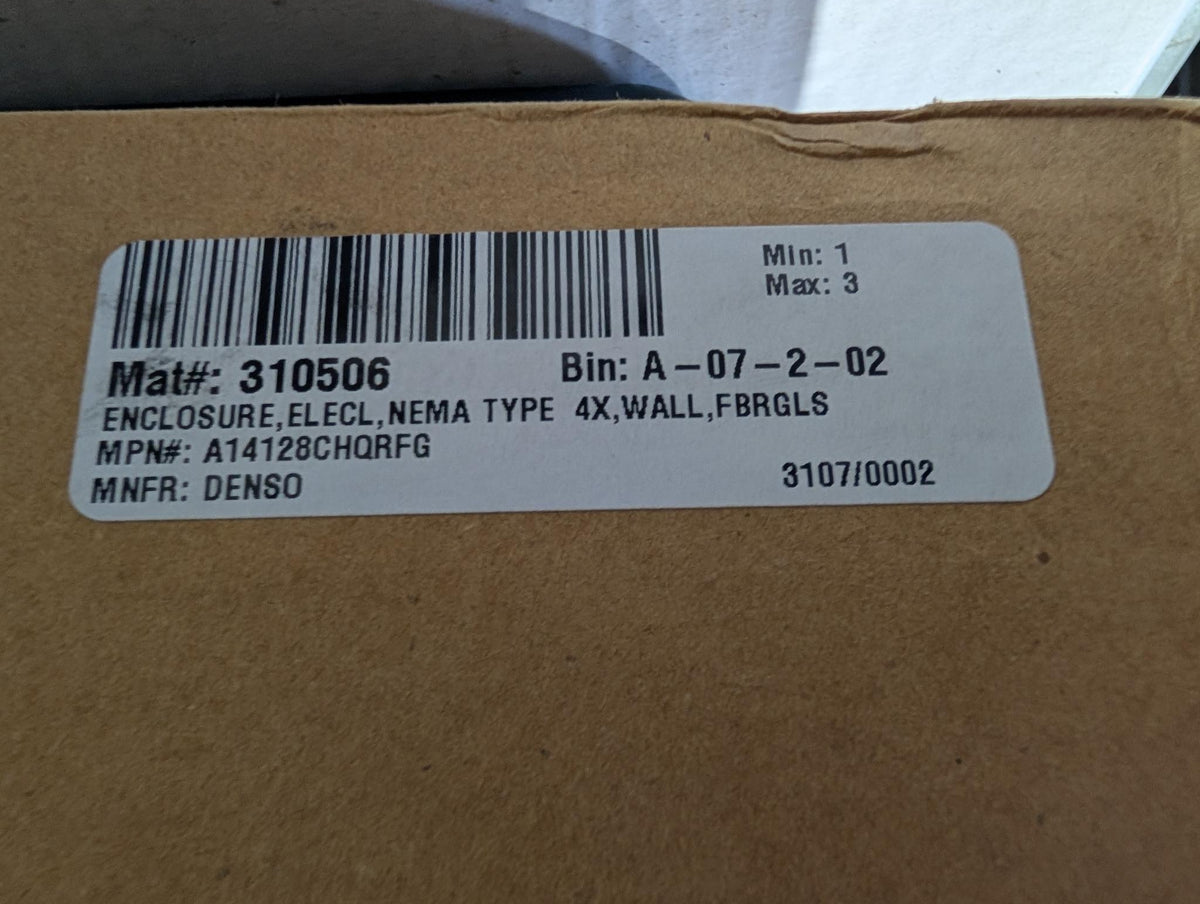 Min: 1
Max: 3
Mat#: 310506 Bin: A-07-2-02
ENCLOSURE,ELECL,NEMA TYPE 4X,WALL,FBRGLS
MPN#: A14128CHQRFG
MNFR: DENSO 3107/0002